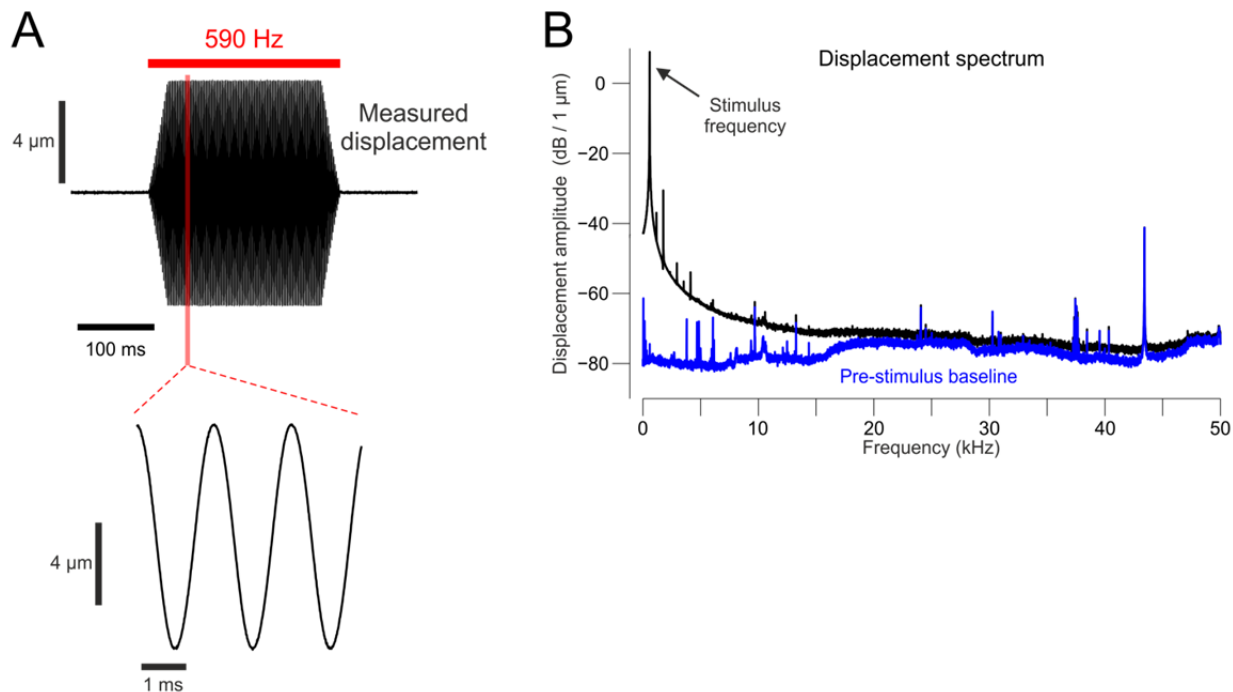 A
590 Hz
4 µm
Measured
displacement
100 ms
4 µm
1 ms
B
Displacement spectrum
Stimulus
frequency
Displacement amplitude (dB / 1 µm)
0
−20
−40
−60
−80
Pre-stimulus baseline
0 10 20 30 40 50
Frequency (kHz)